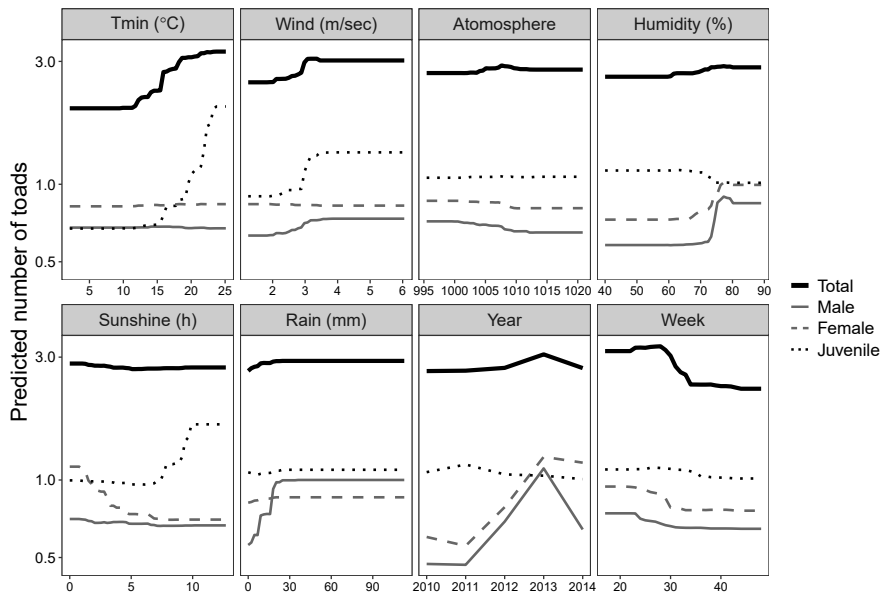 Tmin (°C) Wind (m/sec) Atomosphere Humidity (%)
3.0
1.0
0.5
5 10 15 20 25 2 3 4 5 6 995 1000 1005 1010 1015 1020 40 50 60 70 80 90
Sunshine (h) Rain (mm) Year Week
3.0
1.0
0.5
0 5 10 0 30 60 90 2010 2011 2012 2013 2014 20 30 40
Predicted number of toads
Total
Male
Female
Juvenile